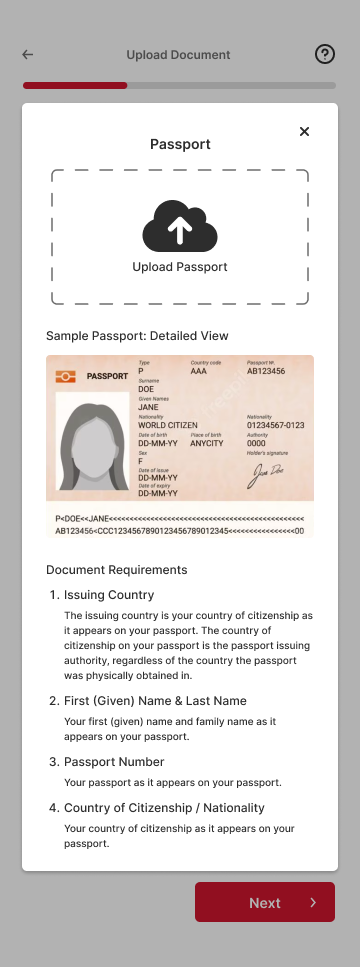 Upload Document
Passport
Upload Passport
Sample Passport: Detailed View
PASSPORT
Type Country code Passport Nr.
P AAA AB123456
Surname
DOE
Given Names
JANE
Nationality Nationality
WORLD CITIZEN 01234567-0123
Date of birth Place of birth Authority
DD-MM-YY ANYCITY 0000
Sex Holder's signature
F
Date of issue
DD-MM-YY
Date of expiry
DD-MM-YY
Jane Doe
Document Requirements
1. Issuing Country
The issuing country is your country of citizenship as
it appears on your passport. The country of
citizenship on your passport is the passport issuing
authority, regardless of the country the passport
was physically obtained in.
2. First (Given) Name & Last Name
Your first (given) name and family name as it
appears on your passport.
3. Passport Number
Your passport as it appears on your passport.
4. Country of Citizenship / Nationality
Your country of citizenship as it appears on your
passport.
Next